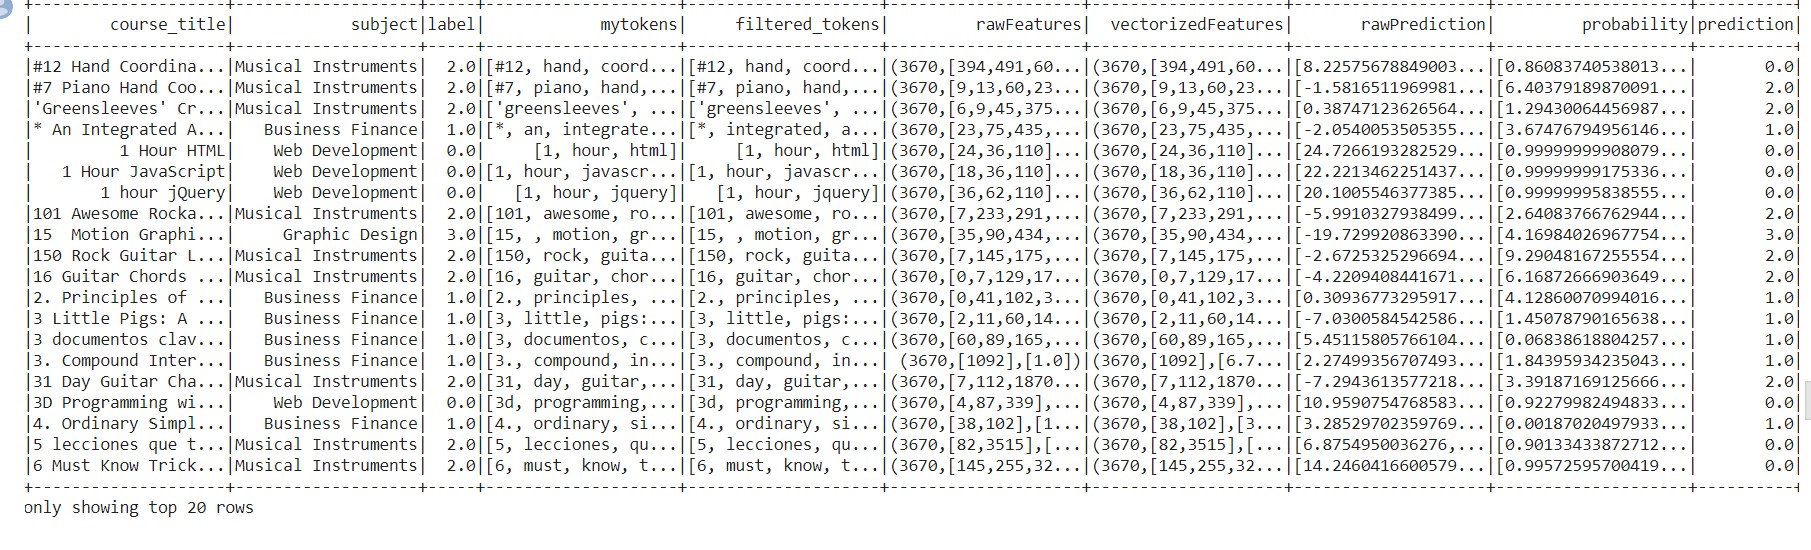 +--------------------+-------------------+-----+--------------------+--------------------+--------------------+--------------------+--------------------+--------------------+----------+
|        course_title|            subject|label|            mytokens|     filtered_tokens|         rawFeatures|  vectorizedFeatures|       rawPrediction|         probability|prediction|
+--------------------+-------------------+-----+--------------------+--------------------+--------------------+--------------------+--------------------+--------------------+----------+
|#12 Hand Coordina...|Musical Instruments|  2.0|[#12, hand, coord...|[#12, hand, coord...|(3670,[394,491,60...|(3670,[394,491,60...|[8.22575678849003...|[0.86083740538013...|       0.0|
|#7 Piano Hand Coo...|Musical Instruments|  2.0|[#7, piano, hand,...|[#7, piano, hand,...|(3670,[9,13,60,23...|(3670,[9,13,60,23...|[-1.5816511969981...|[6.40379189870091...|       2.0|
|'Greensleeves' Cr...|Musical Instruments|  2.0|['greensleeves', ...|['greensleeves', ...|(3670,[6,9,45,375...|(3670,[6,9,45,375...|[0.38747123626564...|[1.29430064456987...|       2.0|
|* An Integrated A...|   Business Finance|  1.0|[*, an, integrate...|[*, integrated, a...|(3670,[23,75,435,...|(3670,[23,75,435,...|[-2.0540053505355...|[3.67476794956146...|       1.0|
|         1 Hour HTML|    Web Development|  0.0|     [1, hour, html]|     [1, hour, html]|(3670,[24,36,110]...|(3670,[24,36,110]...|[24.7266193282529...|[0.99999999908079...|       0.0|
|   1 Hour JavaScript|    Web Development|  0.0|[1, hour, javascr...|[1, hour, javascr...|(3670,[18,36,110]...|(3670,[18,36,110]...|[22.2213462251437...|[0.99999999175336...|       0.0|
|       1 hour jQuery|    Web Development|  0.0|   [1, hour, jquery]|   [1, hour, jquery]|(3670,[36,62,110]...|(3670,[36,62,110]...|[20.1005546377385...|[0.99999995838555...|       0.0|
|101 Awesome Rocka...|Musical Instruments|  2.0|[101, awesome, ro...|[101, awesome, ro...|(3670,[7,233,291,...|(3670,[7,233,291,...|[-5.9910327938499...|[2.64083766762944...|       2.0|
|15  Motion Graphi...|     Graphic Design|  3.0|[15, , motion, gr...|[15, , motion, gr...|(3670,[35,90,434,...|(3670,[35,90,434,...|[-19.729920863390...|[4.16984026967754...|       3.0|
|150 Rock Guitar L...|Musical Instruments|  2.0|[150, rock, guita...|[150, rock, guita...|(3670,[7,145,175,...|(3670,[7,145,175,...|[-2.6725325296694...|[9.29048167255554...|       2.0|
|16 Guitar Chords ...|Musical Instruments|  2.0|[16, guitar, chor...|[16, guitar, chor...|(3670,[0,7,129,17...|(3670,[0,7,129,17...|[-4.2209408441671...|[6.16872666903649...|       2.0|
|2. Principles of ...|   Business Finance|  1.0|[2., principles, ...|[2., principles, ...|(3670,[0,41,102,3...|(3670,[0,41,102,3...|[0.30936773295917...|[4.12860070994016...|       1.0|
|3 Little Pigs: A ...|   Business Finance|  1.0|[3, little, pigs:...|[3, little, pigs:...|(3670,[2,11,60,14...|(3670,[2,11,60,14...|[-7.0300584542586...|[1.45078790165638...|       1.0|
|3 documentos clav...|   Business Finance|  1.0|[3, documentos, c...|[3, documentos, c...|(3670,[60,89,165,...|(3670,[60,89,165,...|[5.45115805766104...|[0.06838618804257...|       1.0|
|3. Compound Inter...|   Business Finance|  1.0|[3., compound, in...|[3., compound, in...| (3670,[1092],[1.0])|(3670,[1092],[6.7...|[2.27499356707493...|[1.84395934235043...|       1.0|
|31 Day Guitar Cha...|Musical Instruments|  2.0|[31, day, guitar,...|[31, day, guitar,...|(3670,[7,112,1870...|(3670,[7,112,1870...|[-7.2943613577218...|[3.39187169125666...|       2.0|
|3D Programming wi...|    Web Development|  0.0|[3d, programming,...|[3d, programming,...|(3670,[4,87,339],...|(3670,[4,87,339],...|[10.9590754768583...|[0.92279982494833...|       0.0|
|4. Ordinary Simpl...|   Business Finance|  1.0|[4., ordinary, si...|[4., ordinary, si...|(3670,[38,102],[1...|(3670,[38,102],[3...|[3.28529702359769...|[0.00187020497933...|       1.0|
|5 lecciones que t...|Musical Instruments|  2.0|[5, lecciones, qu...|[5, lecciones, qu...|(3670,[82,3515],[...|(3670,[82,3515],[...|[6.8754950036276,...|[0.90133433872712...|       0.0|
|6 Must Know Trick...|Musical Instruments|  2.0|[6, must, know, t...|[6, must, know, t...|(3670,[145,255,32...|(3670,[145,255,32...|[14.2460416600579...|[0.99572595700419...|       0.0|
+--------------------+-------------------+-----+--------------------+--------------------+--------------------+--------------------+--------------------+--------------------+----------+
only showing top 20 rows